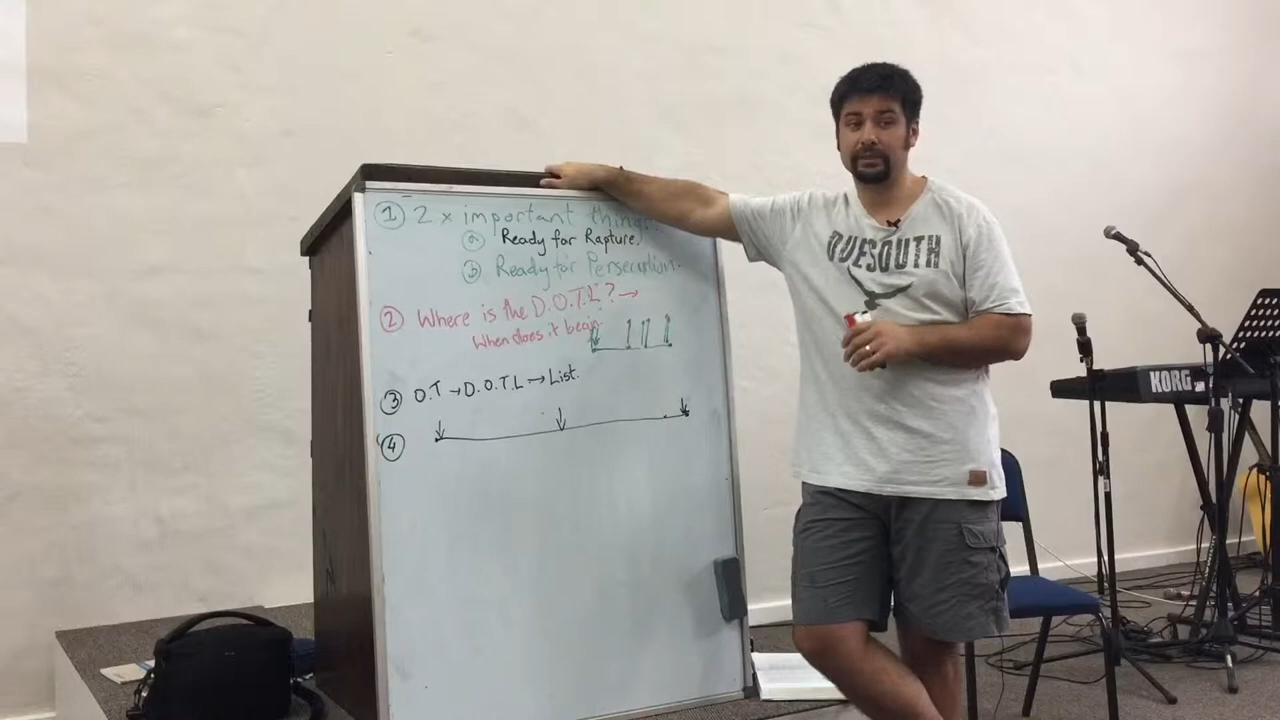 ① 2 x important things.
ⓐ Ready for Rapture.
ⓑ Ready for Persecution.
② Where is the D.O.T.L? →
When does it begin
③ O.T → D.O.T.L → List.
④
DUESOUTH
KORG